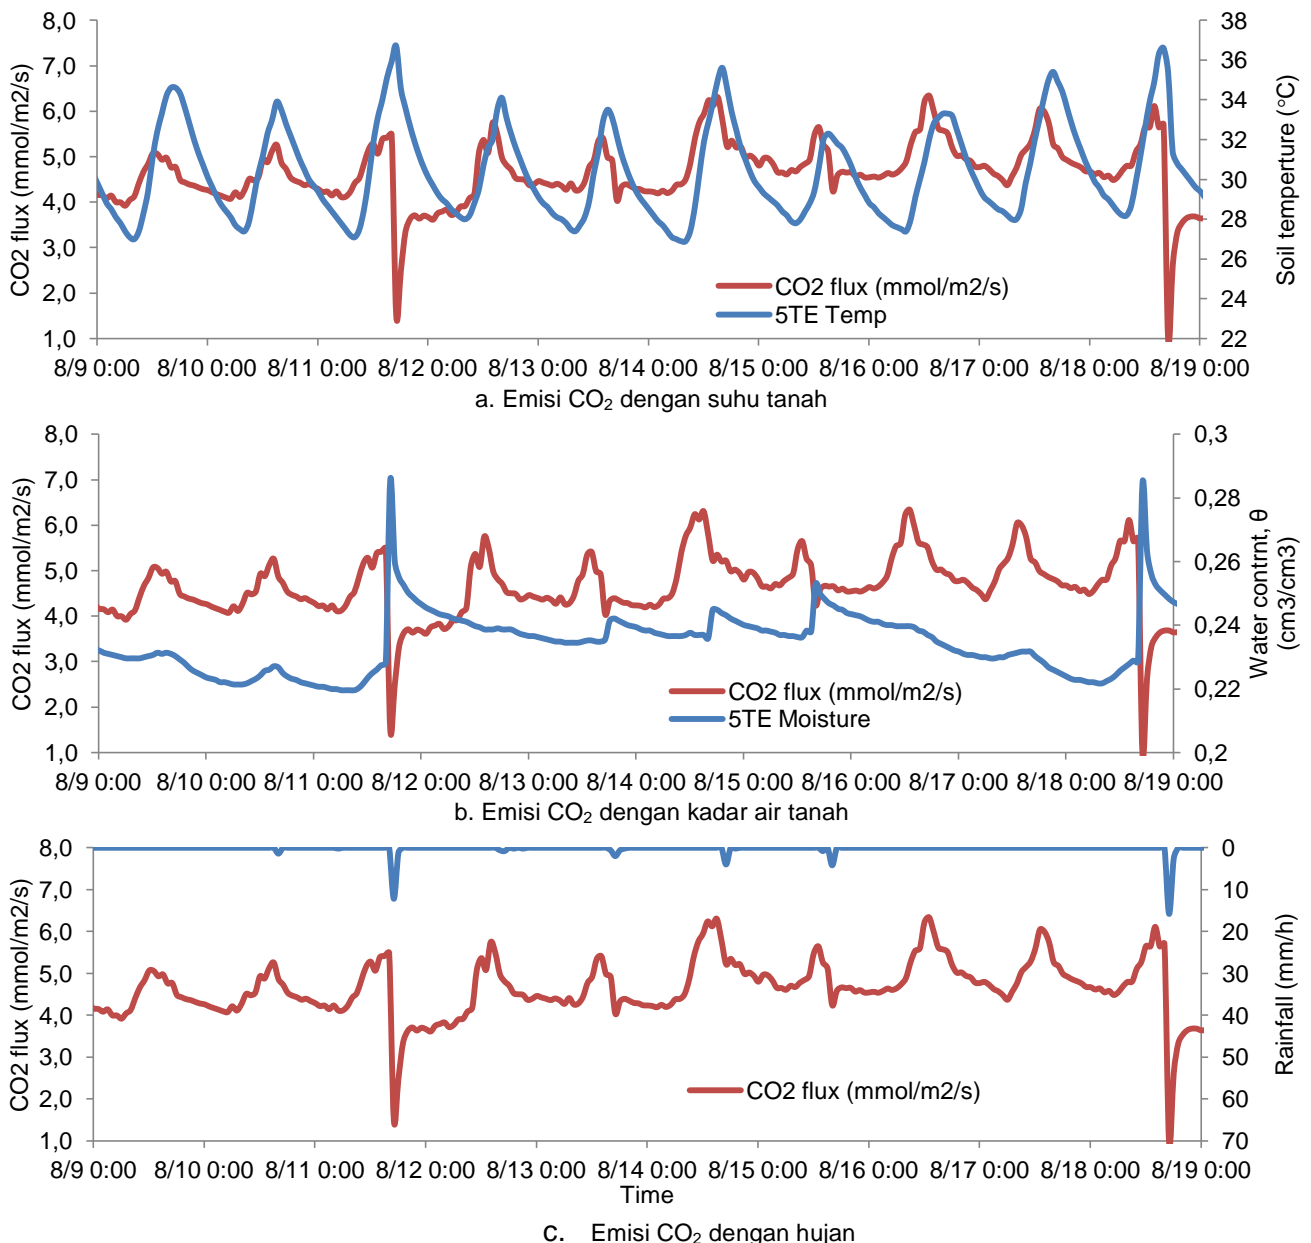 8,0
7,0
6,0
5,0
4,0
3,0
2,0
1,0
CO2 flux (mmol/m2/s)
38
36
34
32
30
28
26
24
22
Soil temperture (°C)
CO2 flux (mmol/m2/s)
5TE Temp
8/9 0:00 8/10 0:00 8/11 0:00 8/12 0:00 8/13 0:00 8/14 0:00 8/15 0:00 8/16 0:00 8/17 0:00 8/18 0:00 8/19 0:00
a. Emisi CO₂ dengan suhu tanah
8,0
7,0
6,0
5,0
4,0
3,0
2,0
1,0
CO2 flux (mmol/m2/s)
0,3
0,28
0,26
0,24
0,22
0,2
Water contrnt, θ
(cm3/cm3)
CO2 flux (mmol/m2/s)
5TE Moisture
8/9 0:00 8/10 0:00 8/11 0:00 8/12 0:00 8/13 0:00 8/14 0:00 8/15 0:00 8/16 0:00 8/17 0:00 8/18 0:00 8/19 0:00
b. Emisi CO₂ dengan kadar air tanah
8,0
7,0
6,0
5,0
4,0
3,0
2,0
1,0
CO2 flux (mmol/m2/s)
0
10
20
30
40
50
60
70
Rainfall (mm/h)
CO2 flux (mmol/m2/s)
8/9 0:00 8/10 0:00 8/11 0:00 8/12 0:00 8/13 0:00 8/14 0:00 8/15 0:00 8/16 0:00 8/17 0:00 8/18 0:00 8/19 0:00
Time
c. Emisi CO₂ dengan hujan